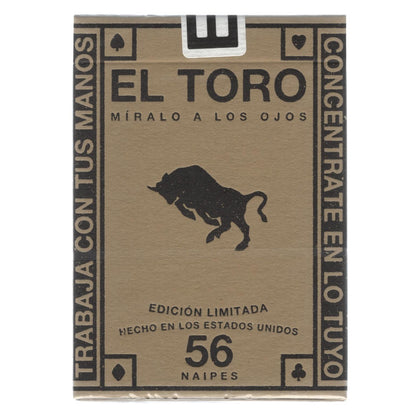 E
EL TORO
MÍRALO A LOS OJOS
TRABAJA CON TUS MANOS
CONCÉNTRATE EN LO TUYO
EDICIÓN LIMITADA
HECHO EN LOS ESTADOS UNIDOS
56
NAIPES